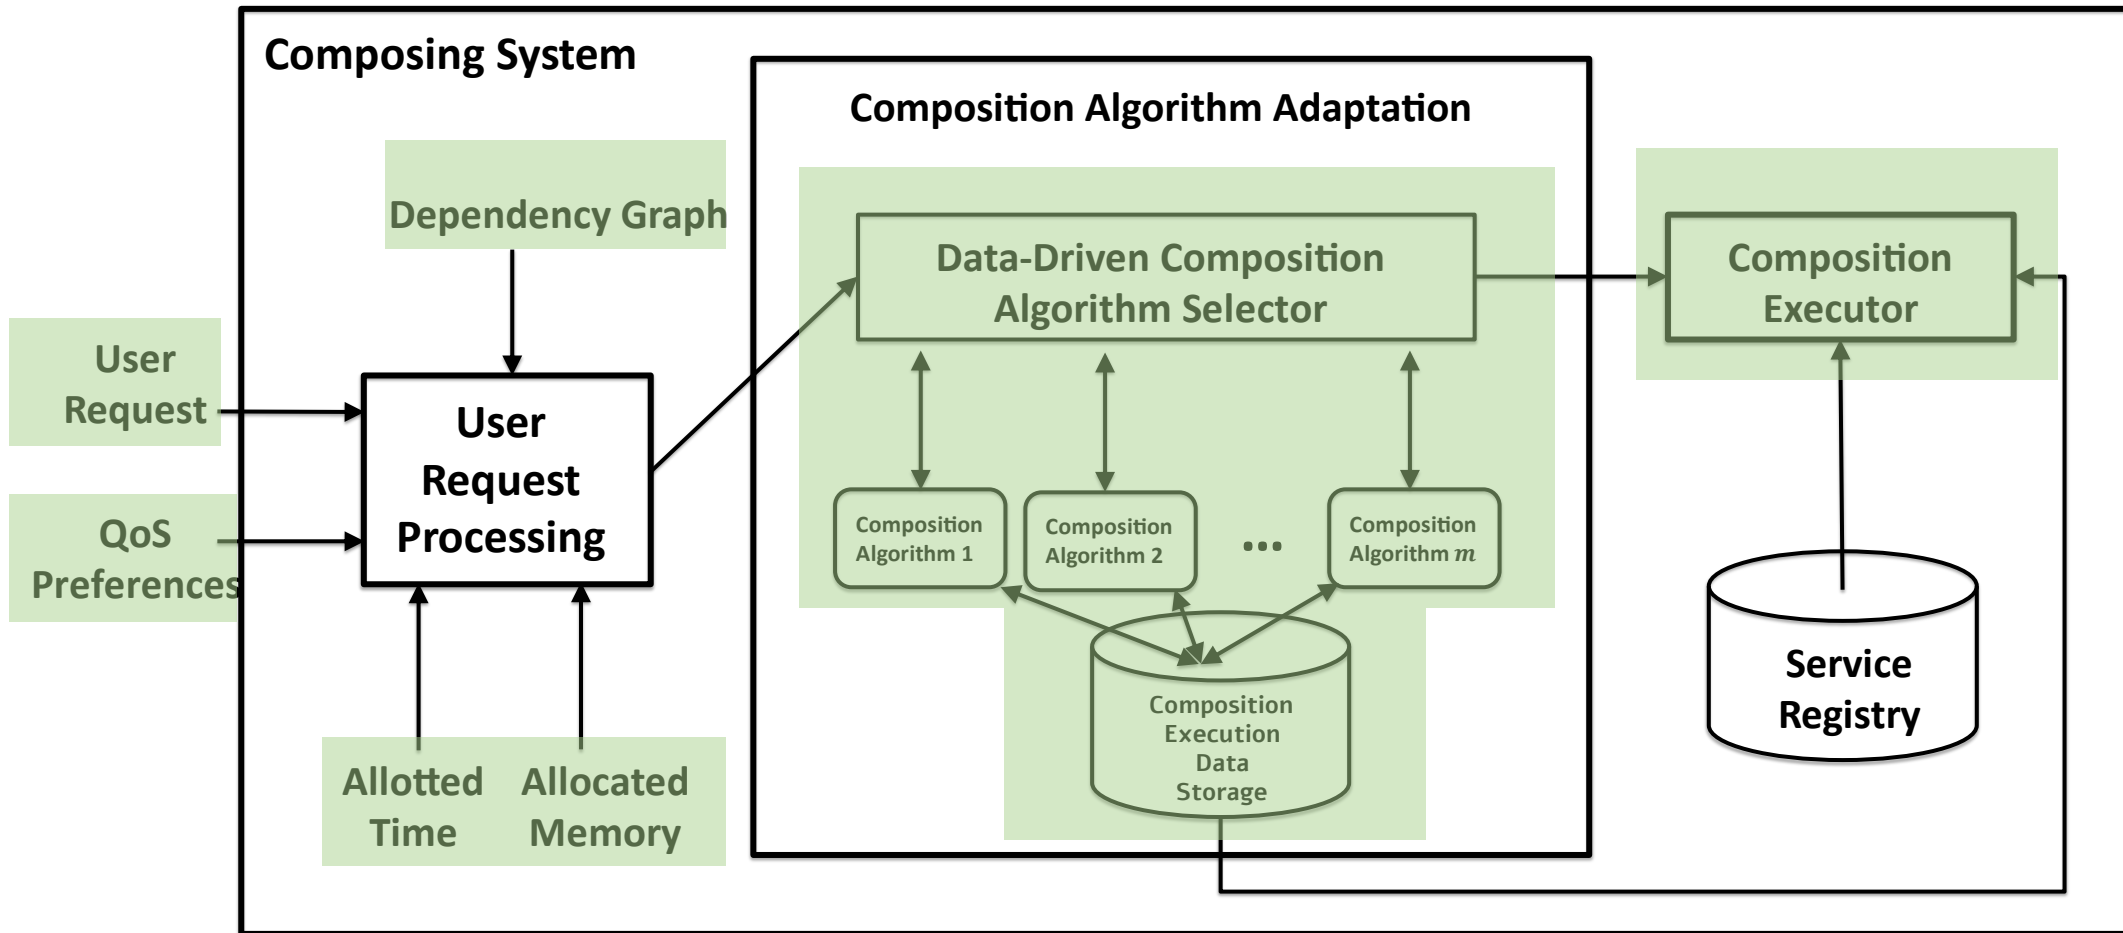 Composing System
Composition Algorithm Adaptation
Dependency Graph
Data-Driven Composition
Algorithm Selector
Composition
Executor
User
Request
User
Request
Processing
QoS
Preferences
Composition
Algorithm 1
Composition
Algorithm 2
...
Composition
Algorithm m
Service
Registry
Composition
Execution
Data
Storage
Allotted
Time
Allocated
Memory